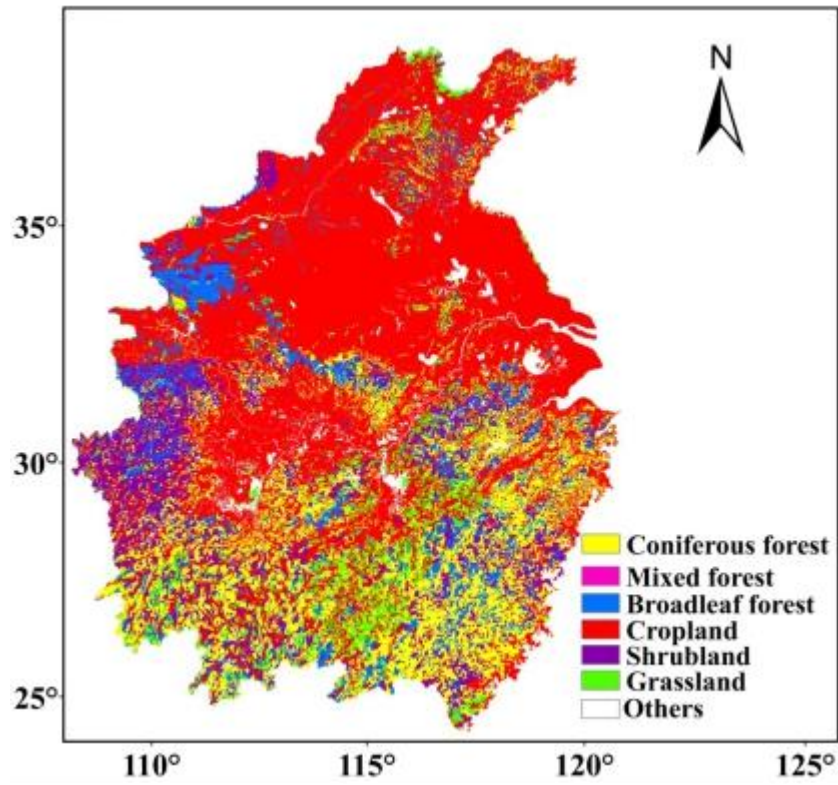 N
35°
30°
25°
Coniferous forest
Mixed forest
Broadleaf forest
Cropland
Shrubland
Grassland
Others
110°
115°
120°
125°